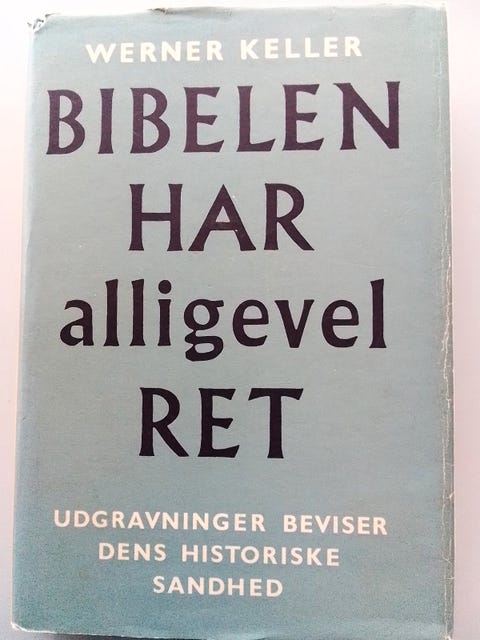 WERNER KELLER
BIBELEN
HAR
alligevel
RET
UDGRAVNINGER BEVISER
DENS HISTORISKE
SANDHED